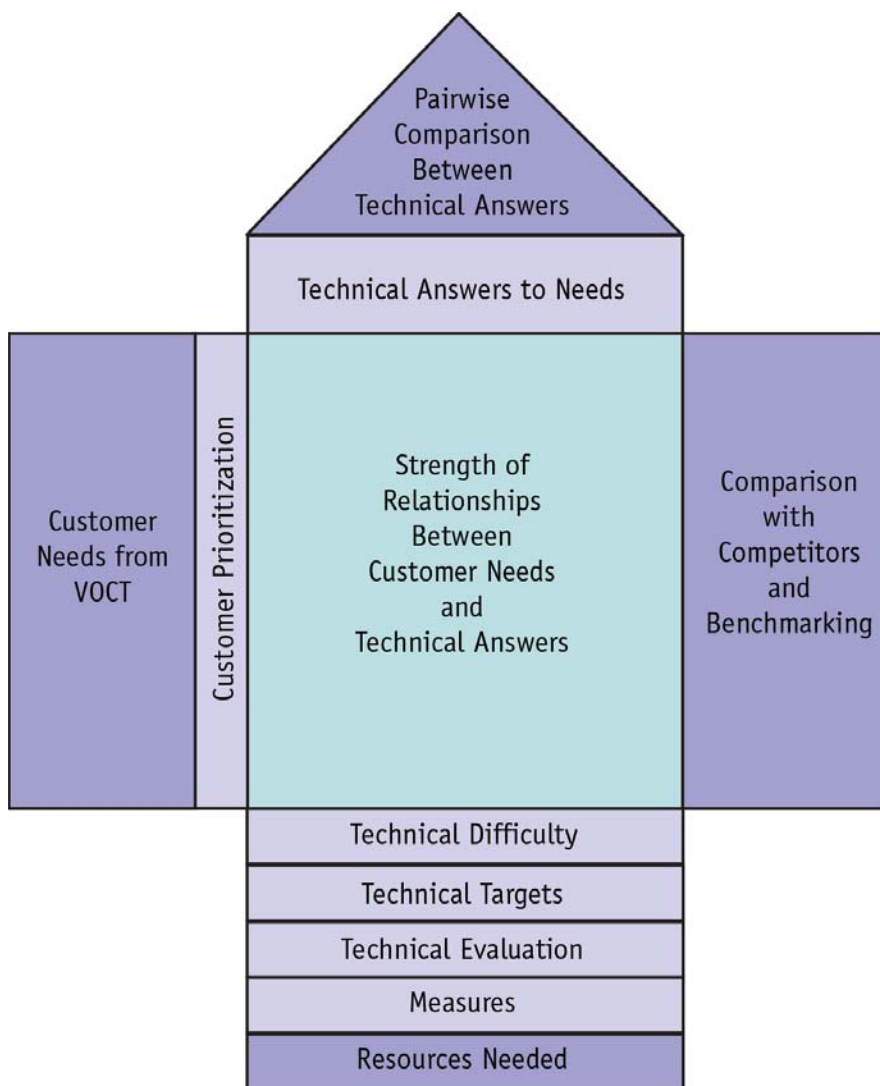 Pairwise
Comparison
Between
Technical Answers
Technical Answers to Needs
Customer
Needs from
VOCT
Customer Prioritization
Strength of
Relationships
Between
Customer Needs
and
Technical Answers
Comparison
with
Competitors
and
Benchmarking
Technical Difficulty
Technical Targets
Technical Evaluation
Measures
Resources Needed